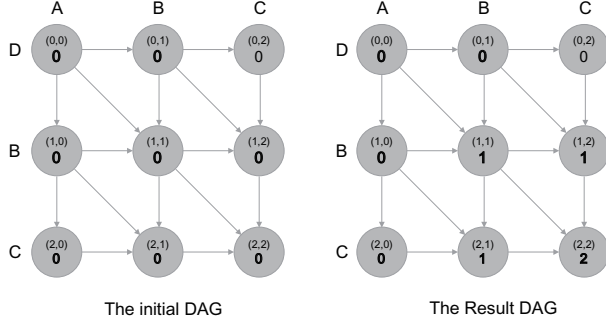 A B C A B C
D (0,0) (0,1) (0,2) D (0,0) (0,1) (0,2)
0 0 0 0 0 0
B (1,0) (1,1) (1,2) B (1,0) (1,1) (1,2)
0 0 0 0 1 1
C (2,0) (2,1) (2,2) C (2,0) (2,1) (2,2)
0 0 0 0 1 2
The initial DAG The Result DAG